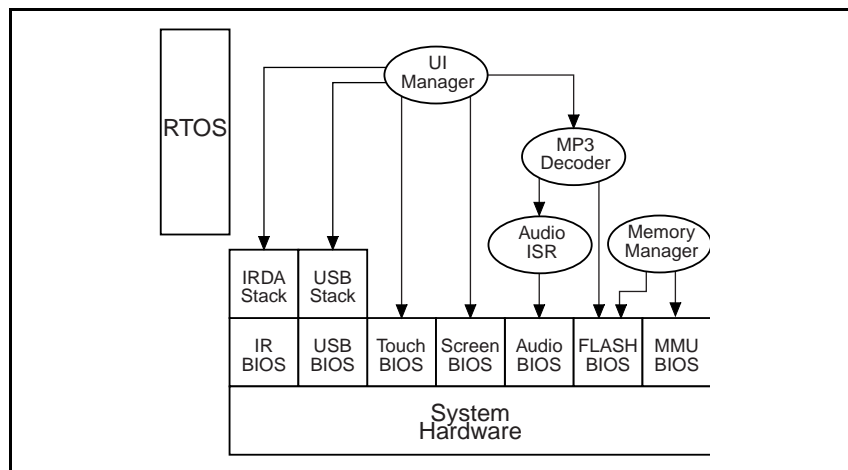 UI
Manager
RTOS
MP3
Decoder
Audio
ISR
Memory
Manager
IRDA
Stack
USB
Stack
IR
BIOS
USB
BIOS
Touch
BIOS
Screen
BIOS
Audio
BIOS
FLASH
BIOS
MMU
BIOS
System
Hardware